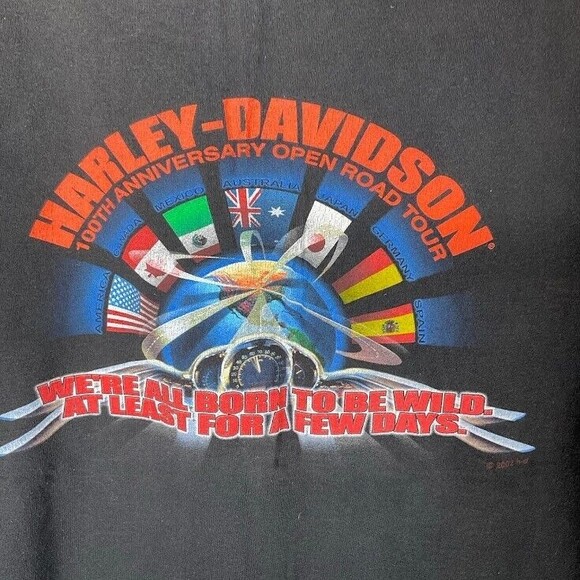 HARLEY-DAVIDSON®
100TH ANNIVERSARY OPEN ROAD TOUR
AMERICA
CANADA
MEXICO
AUSTRALIA
JAPAN
GERMANY
SPAIN
WE'RE ALL BORN TO BE WILD.
AT LEAST FOR A FEW DAYS.
© 2002 H-D